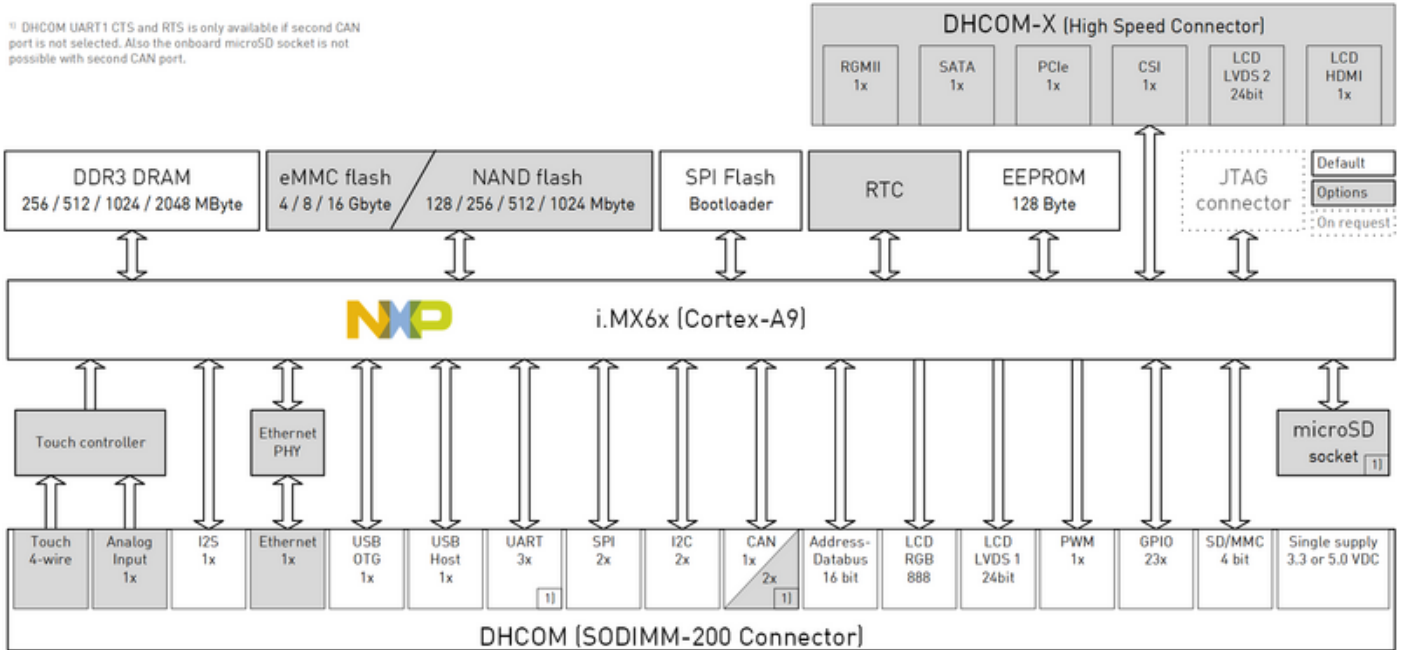 1) DHCOM UART1 CTS and RTS is only available if second CAN
port is not selected. Also the onboard microSD socket is not
possible with second CAN port.
DHCOM-X (High Speed Connector)
RGMII
1x
SATA
1x
PCIe
1x
CSI
1x
LCD
LVDS 2
24bit
LCD
HDMI
1x
DDR3 DRAM
256 / 512 / 1024 / 2048 MByte
eMMC flash
4 / 8 / 16 Gbyte
NAND flash
128 / 256 / 512 / 1024 Mbyte
SPI Flash
Bootloader
RTC
EEPROM
128 Byte
JTAG
connector
Default
Options
On request
NXP
i.MX6x (Cortex-A9)
Touch controller
Ethernet
PHY
microSD
socket
1)
Touch
4-wire
Analog
Input
1x
I2S
1x
Ethernet
1x
USB
OTG
1x
USB
Host
1x
UART
3x
1)
SPI
2x
I2C
2x
CAN
1x
2x
1)
Address-
Databus
16 bit
LCD
RGB
888
LCD
LVDS 1
24bit
PWM
1x
GPIO
23x
SD/MMC
4 bit
Single supply
3.3 or 5.0 VDC
DHCOM (SODIMM-200 Connector)